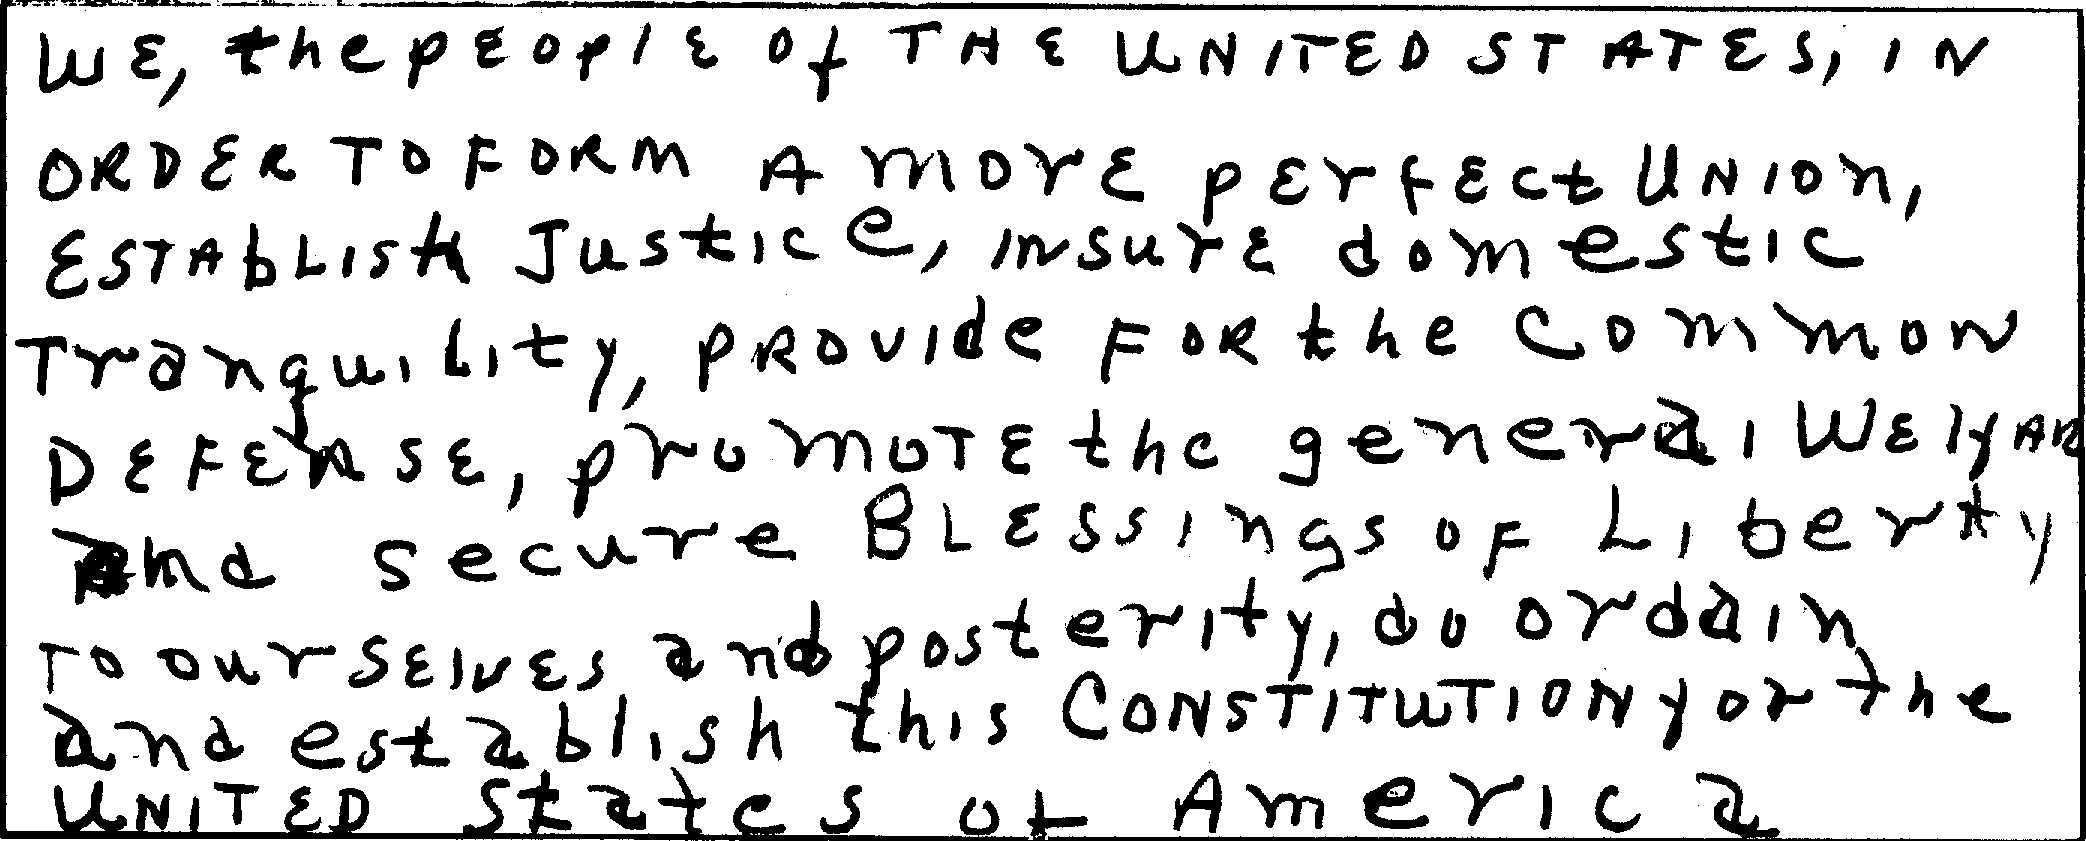 WE, the pEOplE Of THE UNITED STATES, IN
ORDER TO FORM A MOrE pErfEct UNIOn,
ESTAbLISH Justice, INsurE domestic
Tranquility, PROVIde FOR the Common
DEFENSE, promoTE the general WElfAR
and secure BLESSings OF Liberty
TO OurSElvES and posterity, do ordain
and establish this CONSTITUTION for the
UNITED States of America